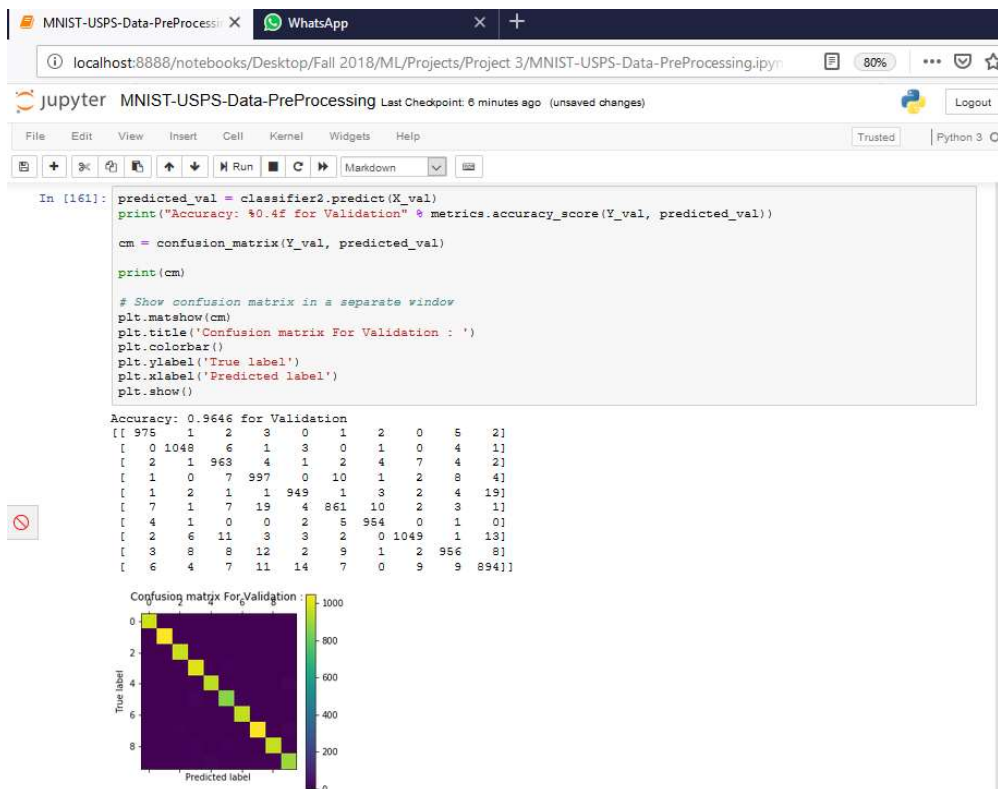 MNIST-USPS-Data-PreProcessin
WhatsApp
localhost:8888/notebooks/Desktop/Fall 2018/ML/Projects/Project 3/MNIST-USPS-Data-PreProcessing.ipyn
80%
jupyter MNIST-USPS-Data-PreProcessing Last Checkpoint: 6 minutes ago (unsaved changes)
Logout
File Edit View Insert Cell Kernel Widgets Help
Trusted Python 3 O
Run Markdown
In [161]: predicted_val = classifier2.predict(X_val)
print("Accuracy: %0.4f for Validation" % metrics.accuracy_score(Y_val, predicted_val))
cm = confusion_matrix(Y_val, predicted_val)
print(cm)
# Show confusion matrix in a separate window
plt.matshow(cm)
plt.title('Confusion matrix For Validation : ')
plt.colorbar()
plt.ylabel('True label')
plt.xlabel('Predicted label')
plt.show()
Accuracy: 0.9646 for Validation
[[ 975 1 2 3 0 1 2 0 5 2]
[ 0 1048 6 1 3 0 1 0 4 1]
[ 2 1 963 4 1 2 4 7 4 2]
[ 1 0 7 997 0 10 1 2 8 4]
[ 1 2 1 1 949 1 3 2 4 19]
[ 7 1 7 19 4 861 10 2 3 1]
[ 4 1 0 0 2 5 954 0 1 0]
[ 2 6 11 3 3 2 0 1049 1 13]
[ 3 8 8 12 2 9 1 2 956 8]
[ 6 4 7 11 14 7 0 9 9 894]]
Confusion matrix For Validation :
0 2 4 6 8
0
2
4
6
8
True label
Predicted label
1000
800
600
400
200
0